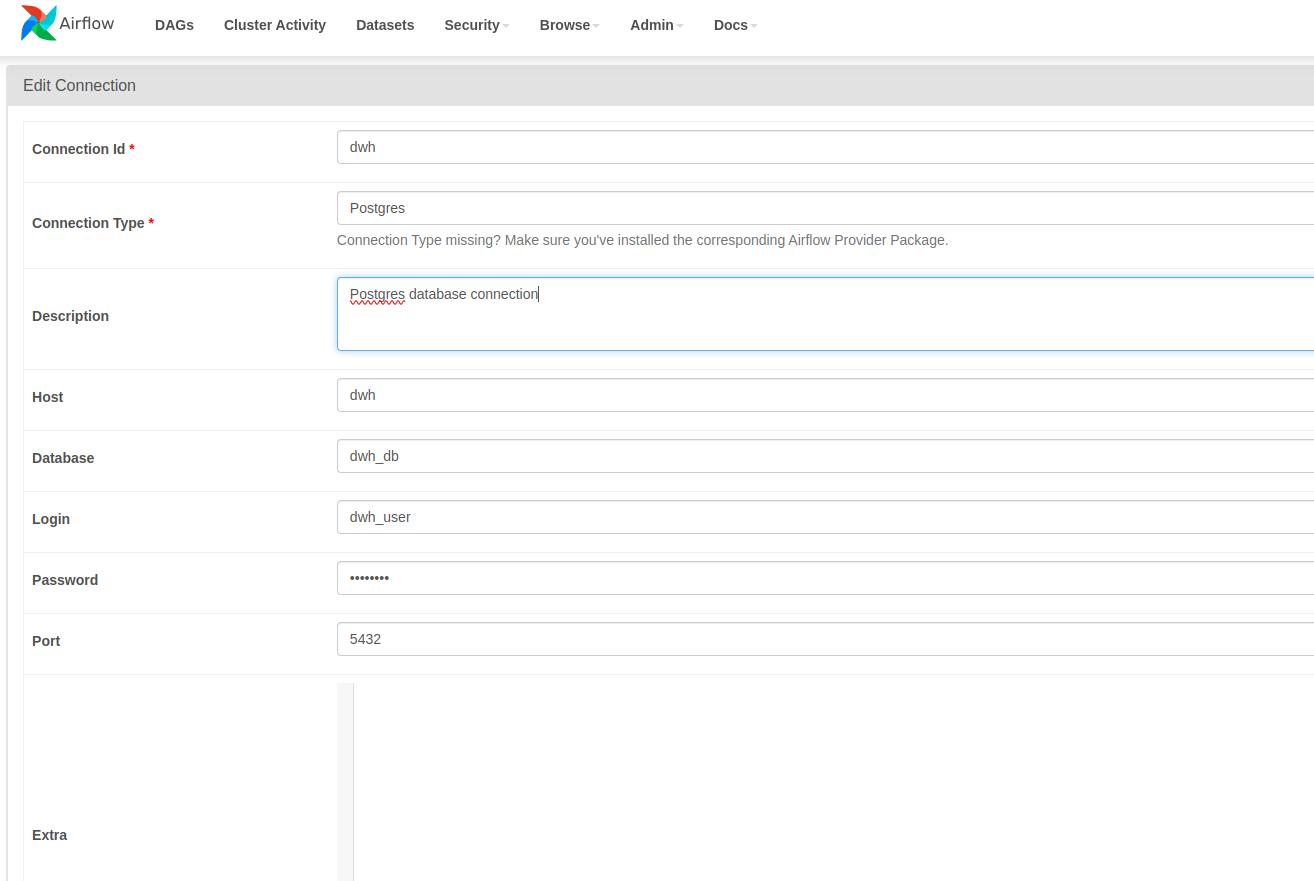 Airflow DAGs Cluster Activity Datasets Security Browse Admin Docs
Edit Connection
Connection Id * dwh
Connection Type * Postgres
Connection Type missing? Make sure you've installed the corresponding Airflow Provider Package.
Description Postgres database connection
Host dwh
Database dwh_db
Login dwh_user
Password ••••••••
Port 5432
Extra